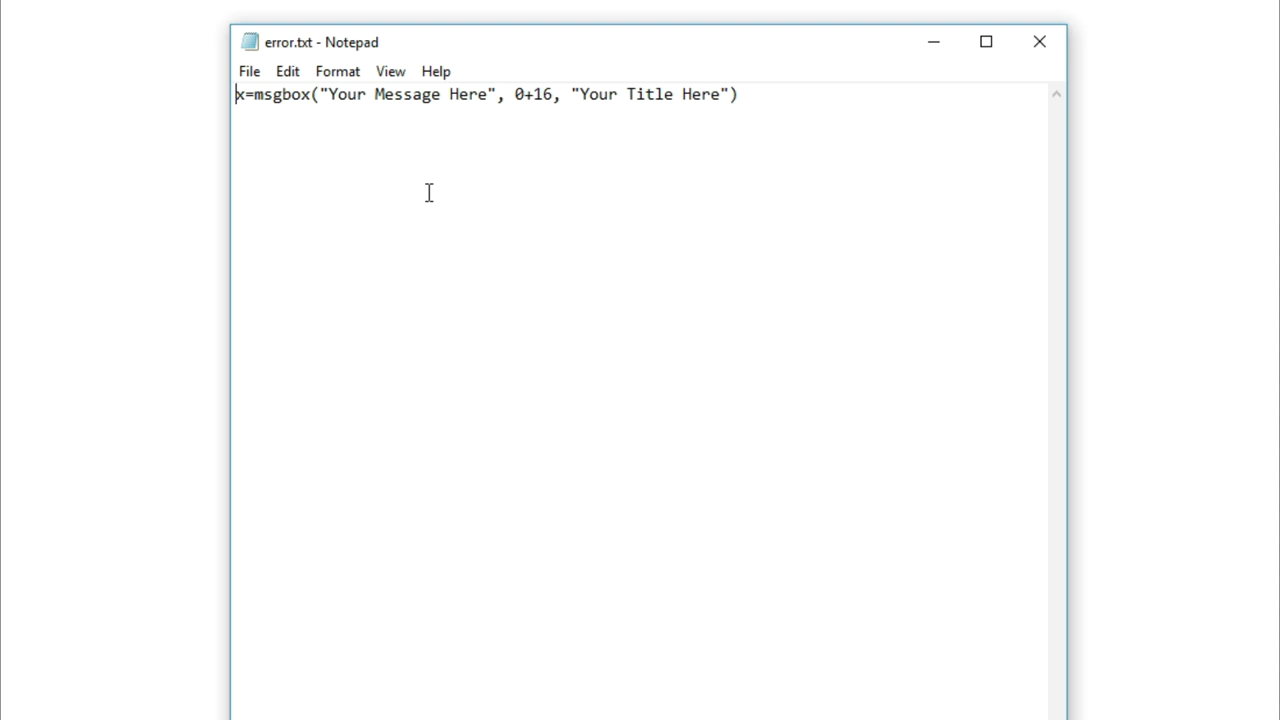 error.txt - Notepad
File Edit Format View Help
x=msgbox("Your Message Here", 0+16, "Your Title Here")